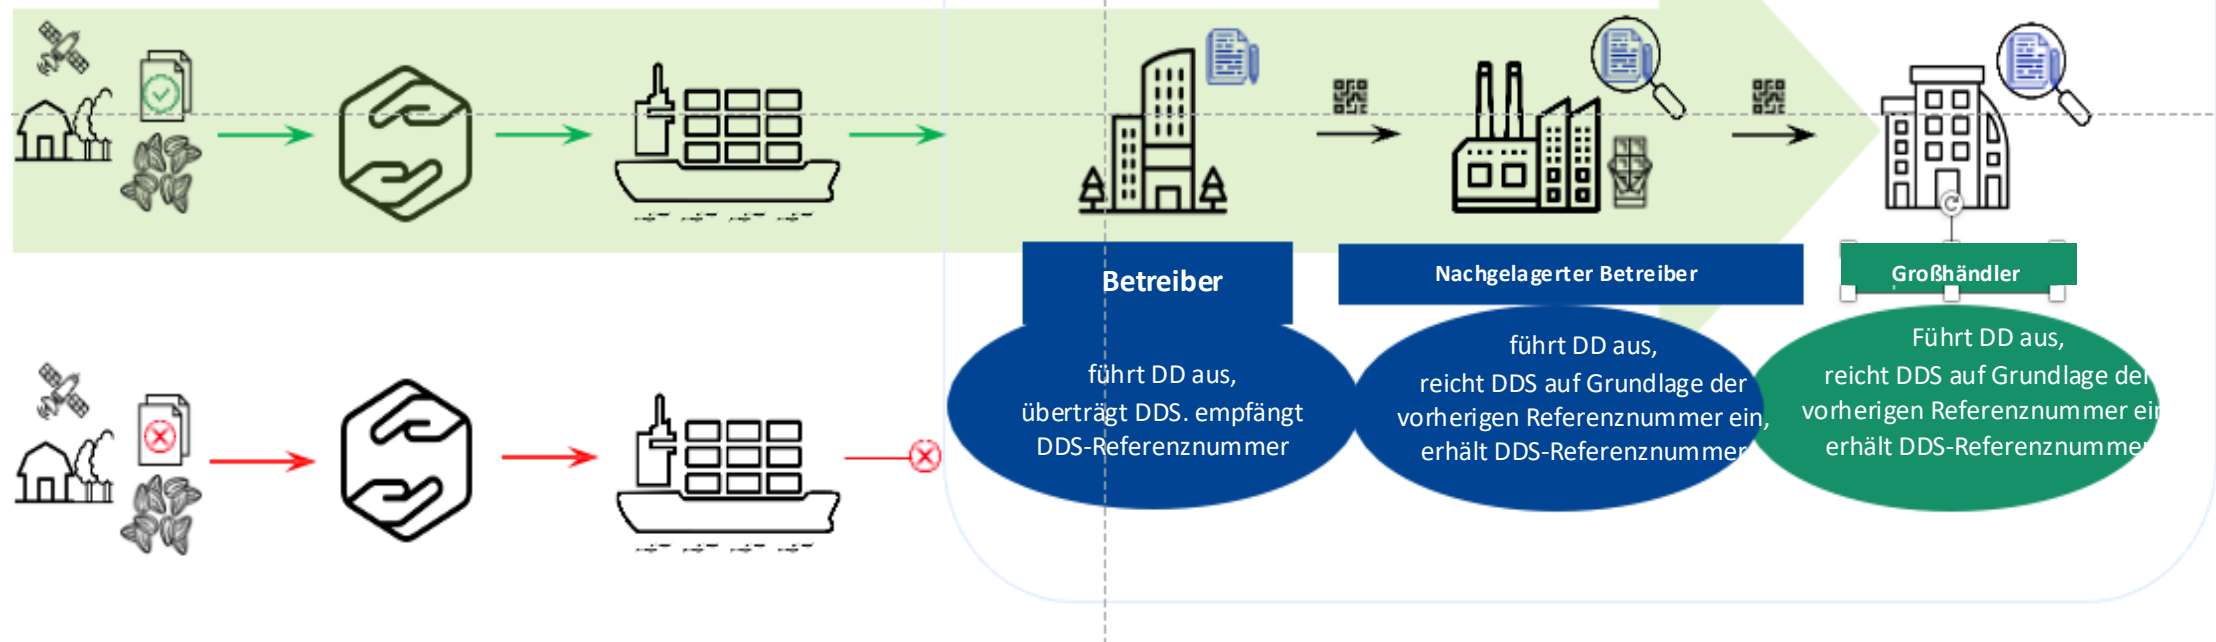 Betreiber
führt DD aus,
überträgt DDS. empfängt
DDS-Referenznummer
Nachgelagerter Betreiber
führt DD aus,
reicht DDS auf Grundlage der
vorherigen Referenznummer ein,
erhält DDS-Referenznummer
Großhändler
Führt DD aus,
reicht DDS auf Grundlage der
vorherigen Referenznummer ein
erhält DDS-Referenznummer